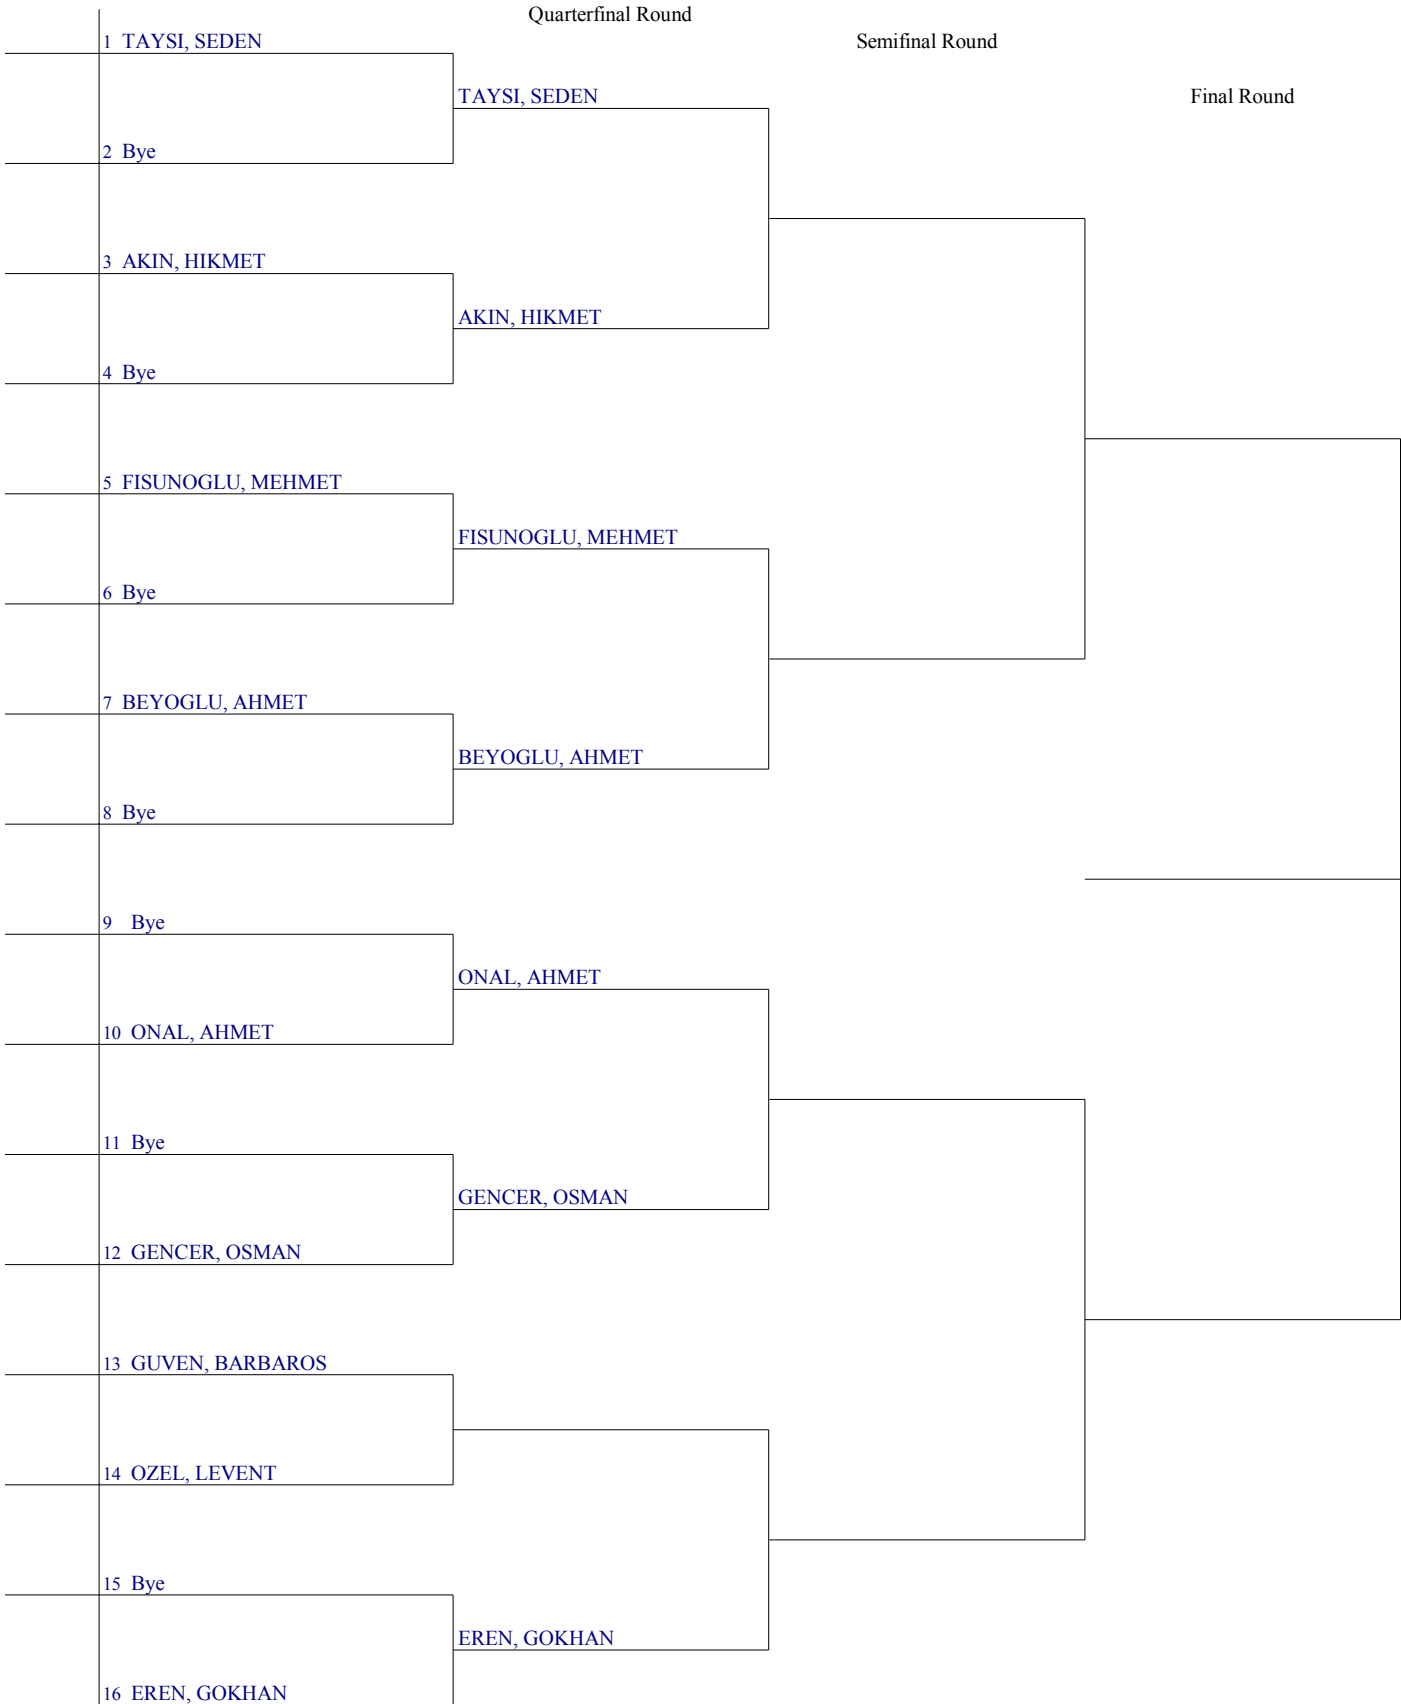 Quarterfinal Round
Semifinal Round
Final Round
1 TAYSI, SEDEN
TAYSI, SEDEN
2 Bye
3 AKIN, HIKMET
AKIN, HIKMET
4 Bye
5 FISUNOGLU, MEHMET
FISUNOGLU, MEHMET
6 Bye
7 BEYOGLU, AHMET
BEYOGLU, AHMET
8 Bye
9 Bye
ONAL, AHMET
10 ONAL, AHMET
11 Bye
GENCER, OSMAN
12 GENCER, OSMAN
13 GUVEN, BARBAROS
14 OZEL, LEVENT
15 Bye
EREN, GOKHAN
16 EREN, GOKHAN